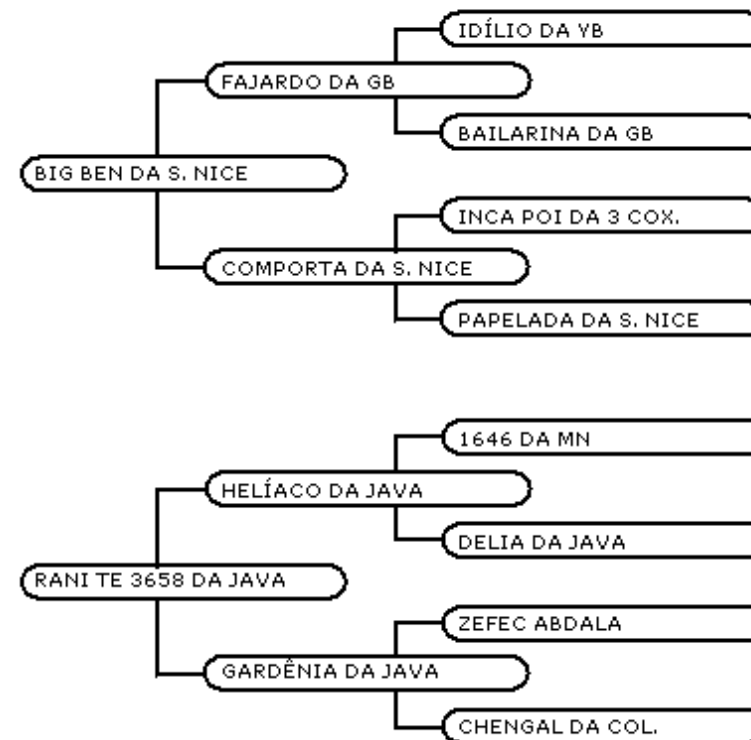 IDÍLIO DA YB
FAJARDO DA GB
BAILARINA DA GB
BIG BEN DA S. NICE
INCA POI DA 3 COX.
COMPORTA DA S. NICE
PAPELADA DA S. NICE
1646 DA MN
HELÍACO DA JAVA
DELIA DA JAVA
RANI TE 3658 DA JAVA
ZEFEC ABDALA
GARDÊNIA DA JAVA
CHENGAL DA COL.